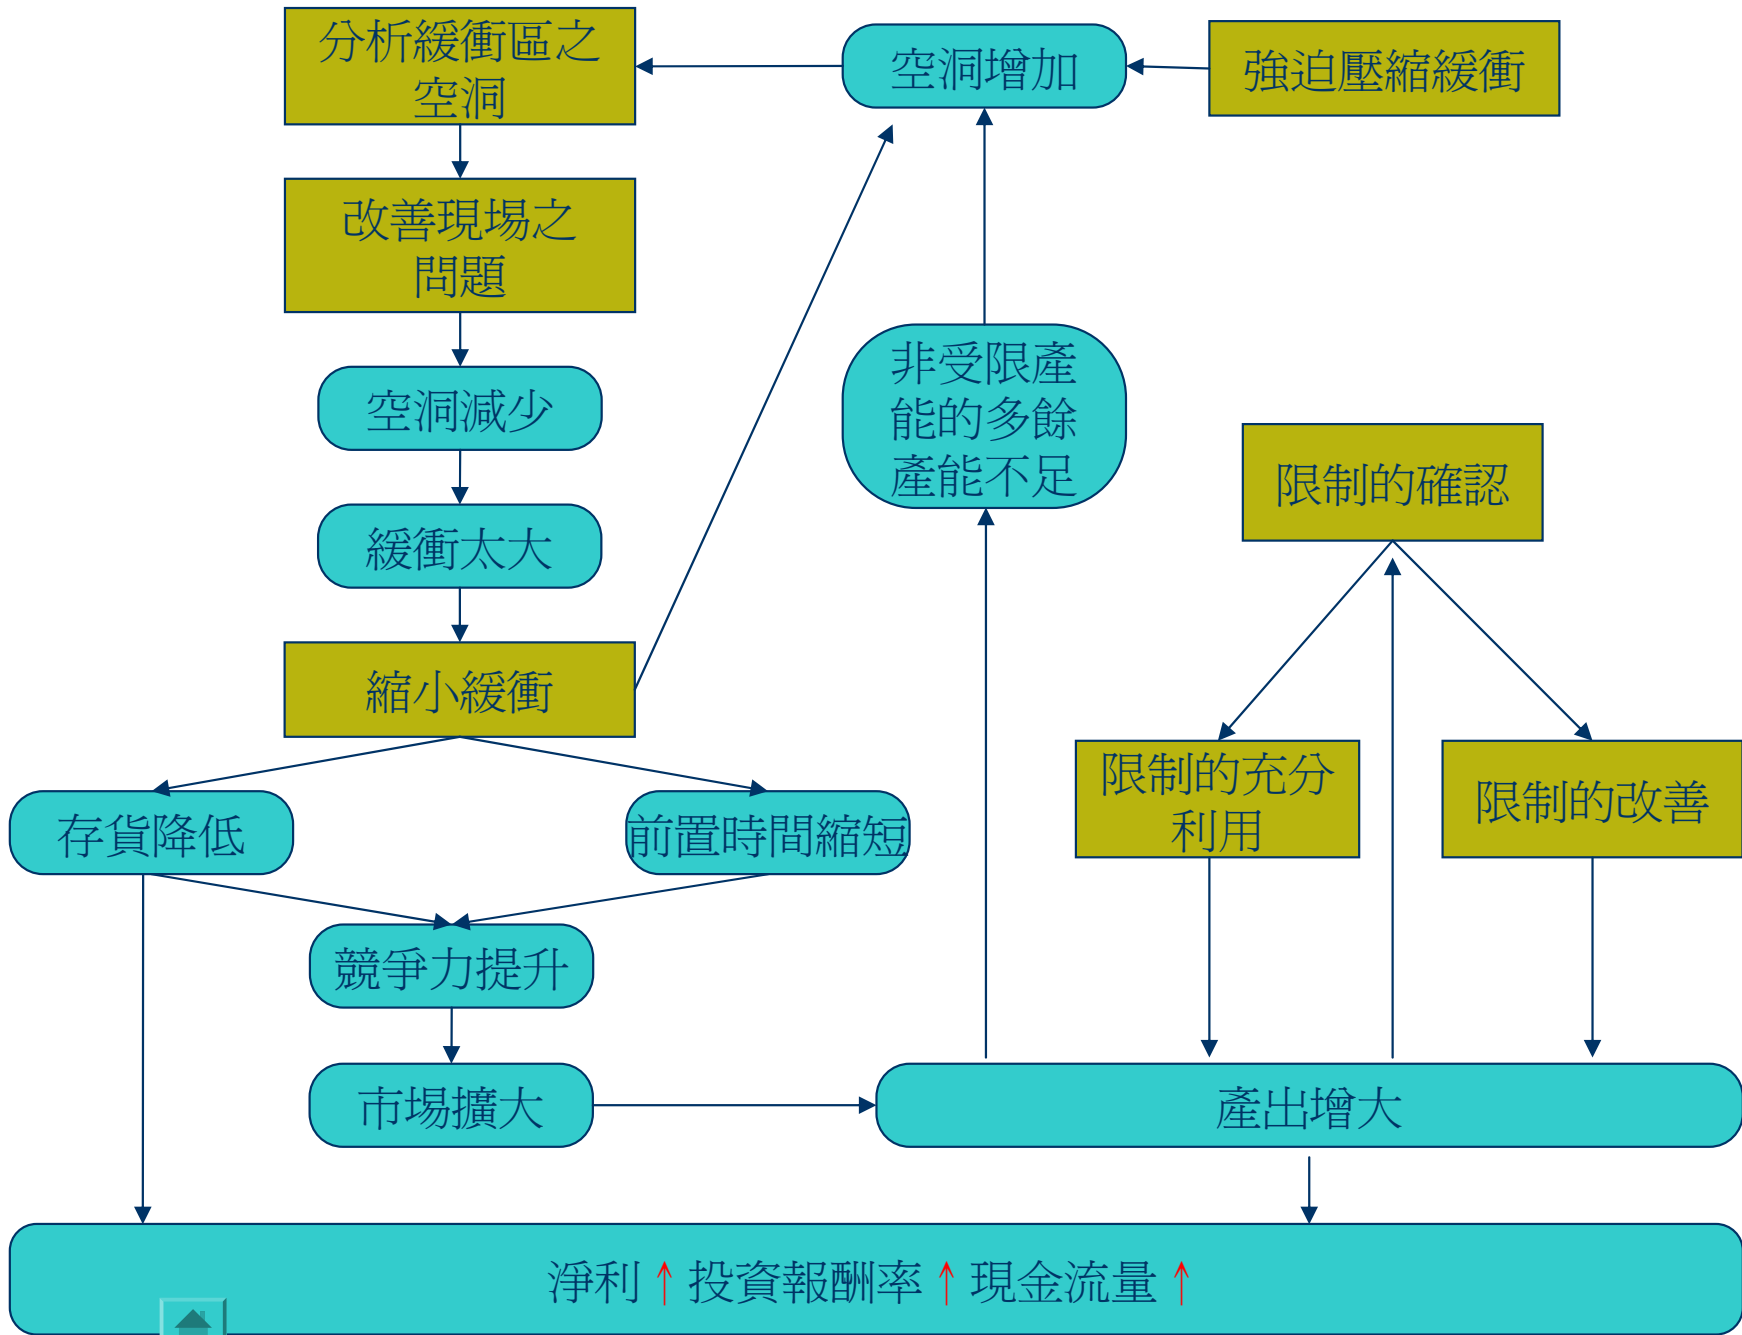 分析緩衝區之
空洞
空洞增加
強迫壓縮緩衝
改善現場之
問題
空洞減少
非受限產
能的多餘
產能不足
限制的確認
緩衝太大
縮小緩衝
限制的充分
利用
限制的改善
存貨降低
前置時間縮短
競爭力提升
市場擴大
產出增大
淨利↑投資報酬率↑現金流量↑